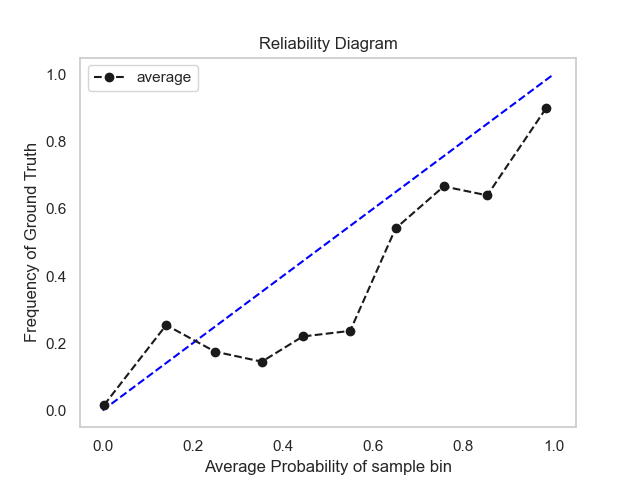 Reliability Diagram
average
Frequency of Ground Truth
1.0
0.8
0.6
0.4
0.2
0.0
0.0 0.2 0.4 0.6 0.8 1.0
Average Probability of sample bin